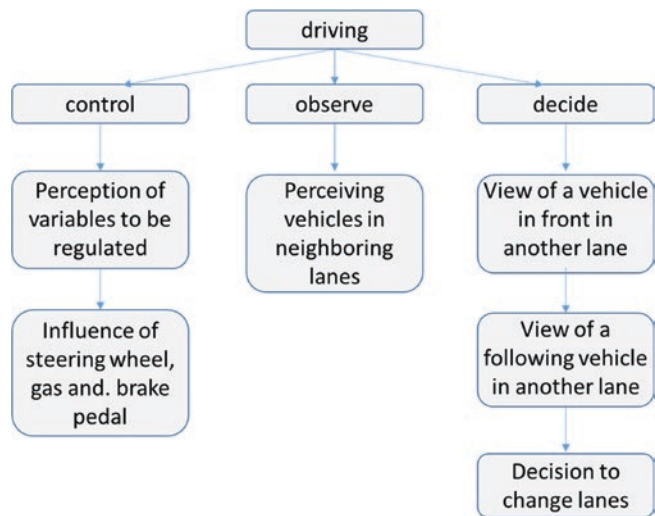 driving
control
observe
decide
Perception of
variables to be
regulated
Perceiving
vehicles in
neighboring
lanes
View of a vehicle
in front in
another lane
Influence of
steering wheel,
gas and. brake
pedal
View of a
following vehicle
in another lane
Decision to
change lanes